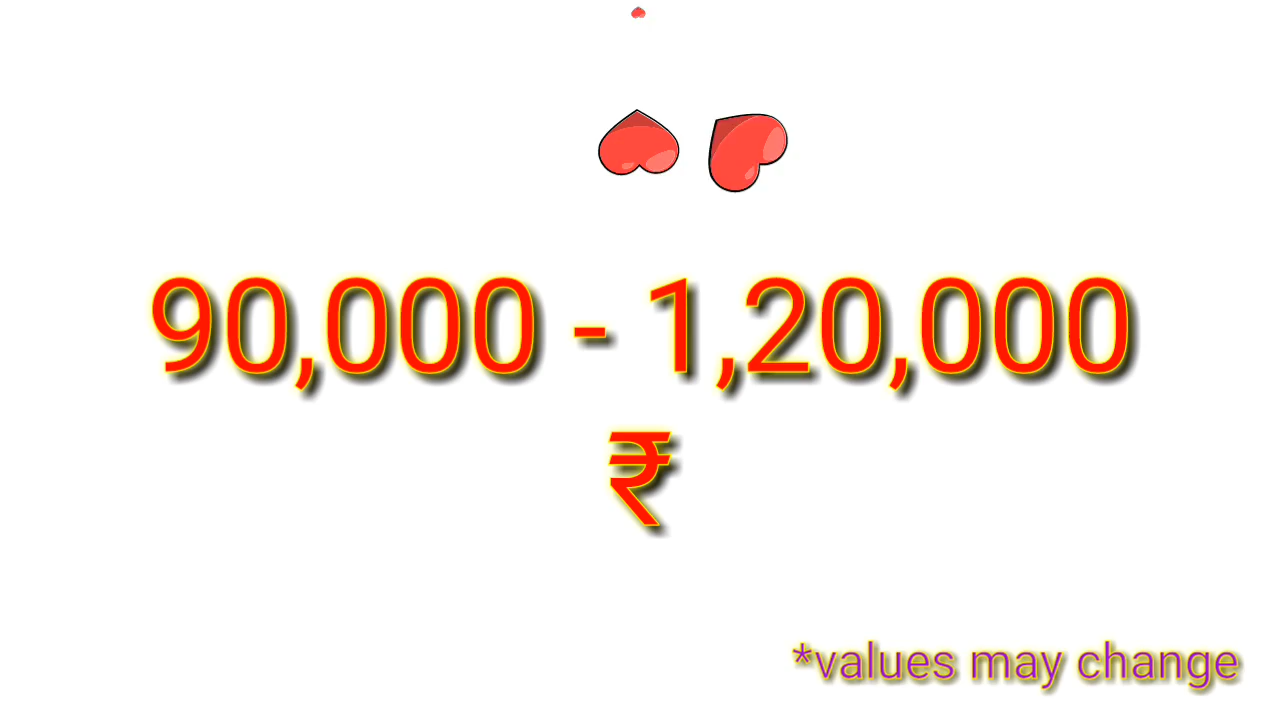 90,000 - 1,20,000
₹
*values may change